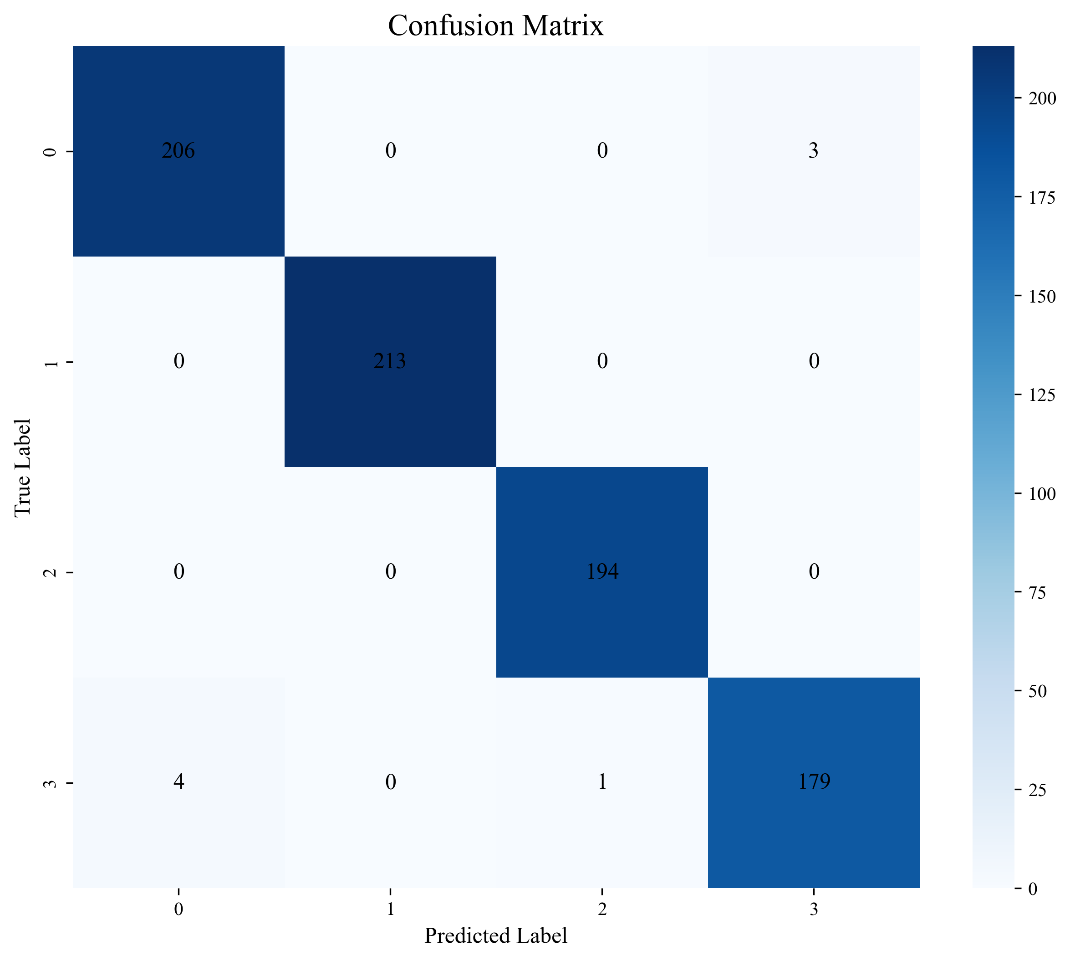 Confusion Matrix
0 206 0 0 3
1 0 213 0 0
2 0 0 194 0
3 4 0 1 179
0 1 2 3
True Label
Predicted Label
200
175
150
125
100
75
50
25
0